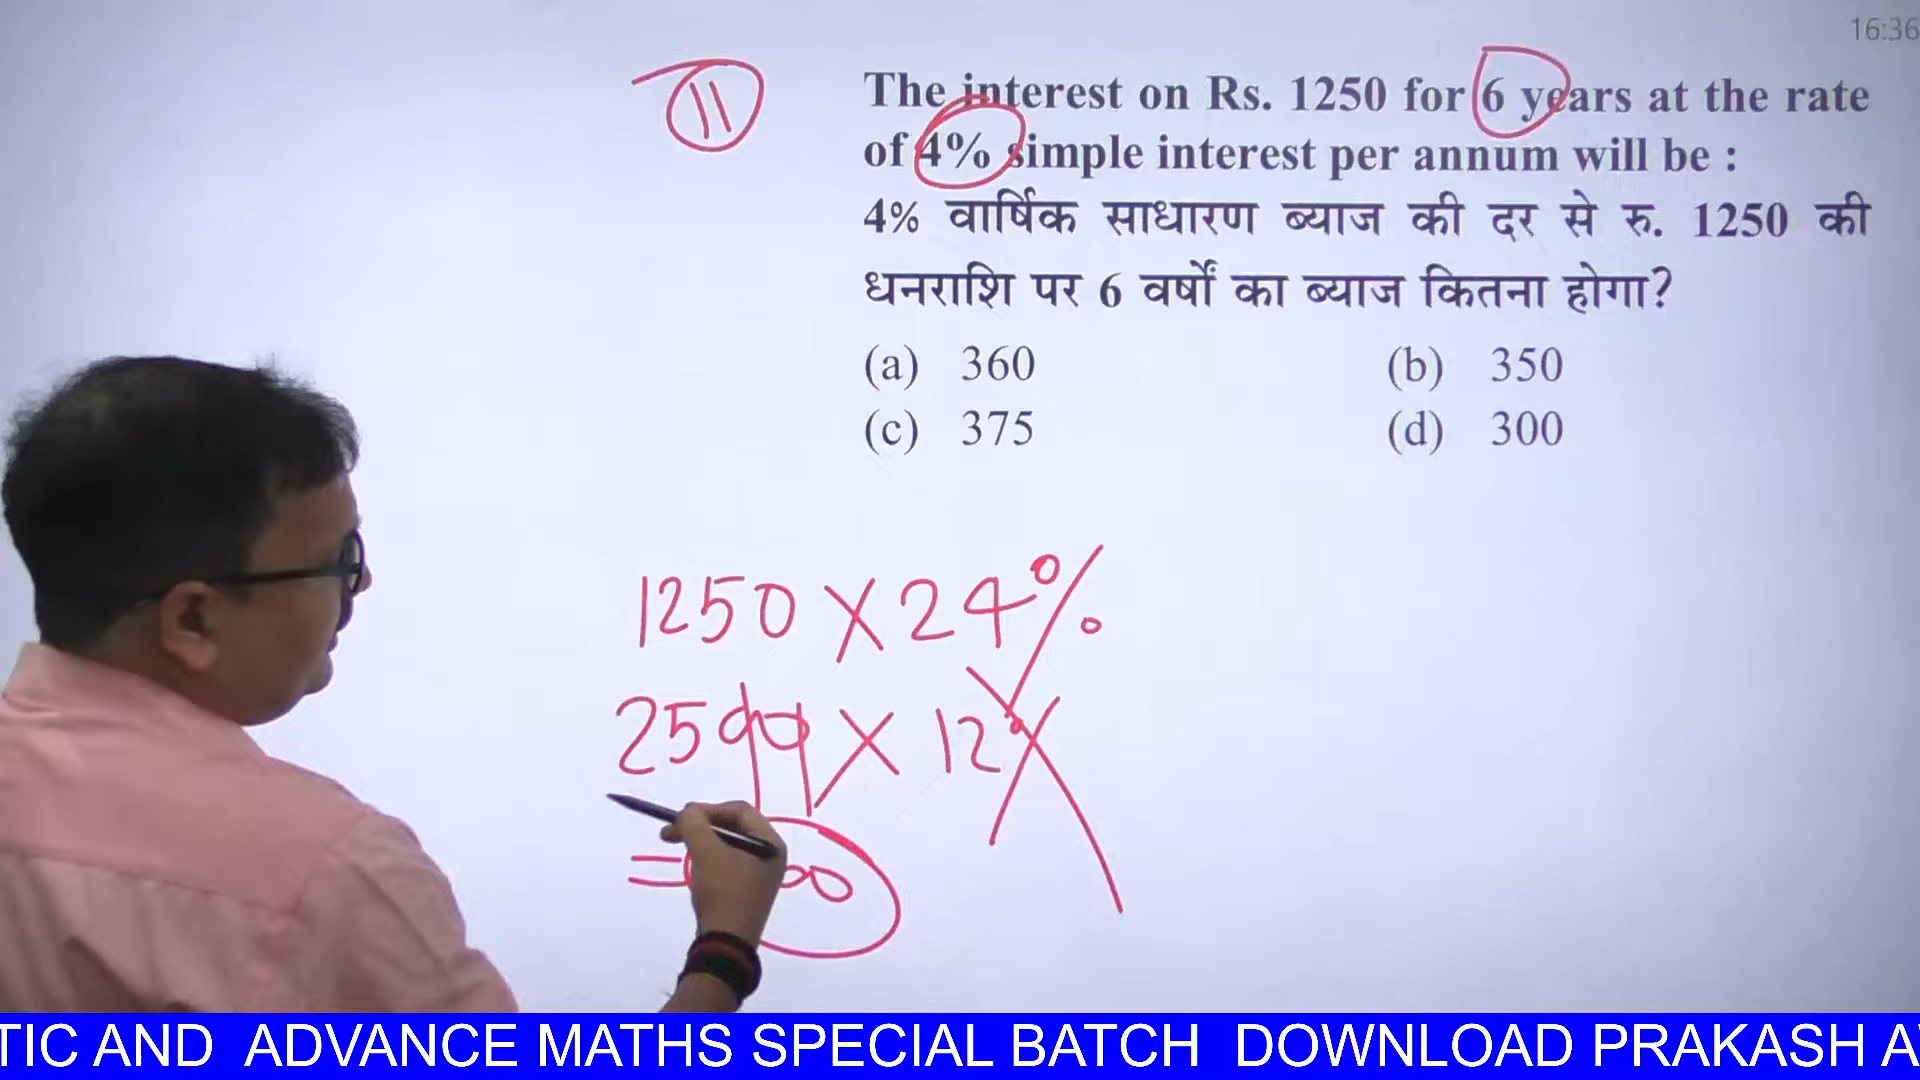 16:36
11
The interest on Rs. 1250 for 6 years at the rate
of 4% simple interest per annum will be :
4% वार्षिक साधारण ब्याज की दर से रु. 1250 की
धनराशि पर 6 वर्षों का ब्याज कितना होगा?
(a) 360 (b) 350
(c) 375 (d) 300
1250 X 24%
2500 X 12%
=
TIC AND ADVANCE MATHS SPECIAL BATCH DOWNLOAD PRAKASH A